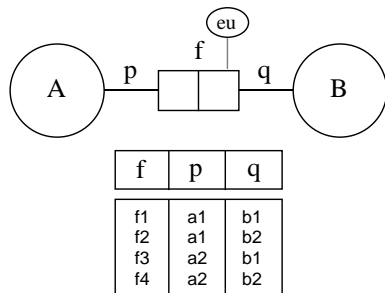 eu
f
p q
A B
f p q
f1 a1 b1
f2 a1 b2
f3 a2 b1
f4 a2 b2